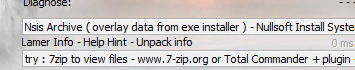 Diagnose:
Nsis Archive ( overlay data from exe installer ) - Nullsoft Install Syste
Lamer Info - Help Hint - Unpack info 0 ms
try : 7zip to view files - www.7-zip.org or Total Commander + plugin